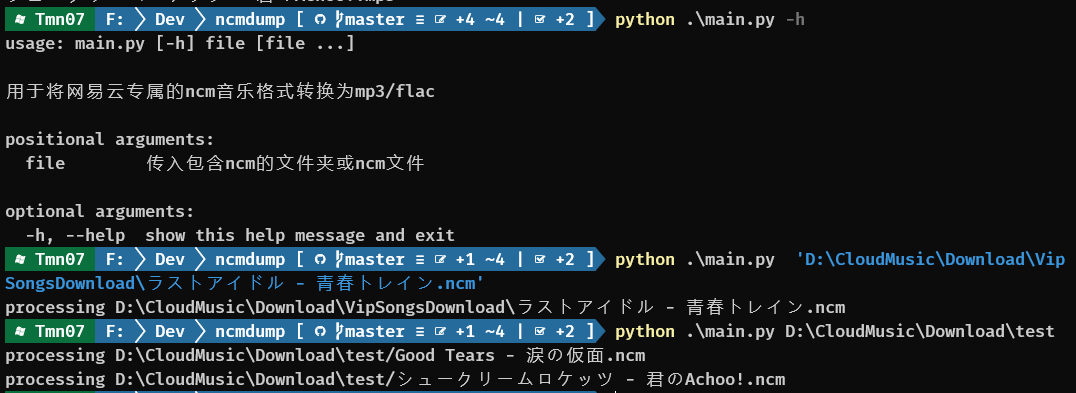 Tmn07 F: Dev ncmdump [ master ≡ +4 ~4 | +2 ] python .\main.py -h
usage: main.py [-h] file [file ...]
用于将网易云专属的ncm音乐格式转换为mp3/flac
positional arguments:
file 传入包含ncm的文件夹或ncm文件
optional arguments:
-h, --help show this help message and exit
Tmn07 F: Dev ncmdump [ master ≡ +1 ~4 | +2 ] python .\main.py 'D:\CloudMusic\Download\Vip
SongsDownload\ラストアイドル - 青春トレイン.ncm'
processing D:\CloudMusic\Download\VipSongsDownload\ラストアイドル - 青春トレイン.ncm
Tmn07 F: Dev ncmdump [ master ≡ +1 ~4 | +2 ] python .\main.py D:\CloudMusic\Download\test
processing D:\CloudMusic\Download\test/Good Tears - 涙の仮面.ncm
processing D:\CloudMusic\Download\test/シュークリームロケッツ - 君のAchoo!.ncm